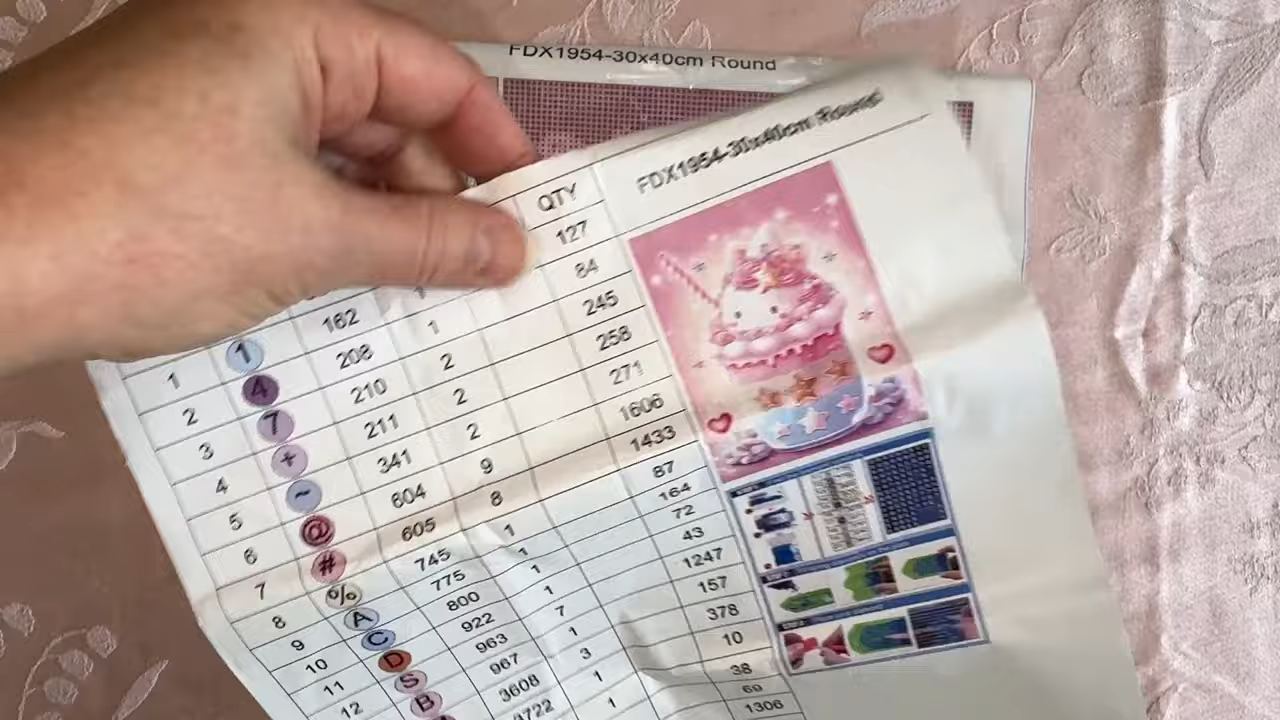 FDX1954-30x40cm Round
FDX1954-30x40cm Round
QTY
1 1 162 127
2 4 208 1 84
3 7 210 2 245
4 + 211 2 258
5 ~ 341 2 271
6 @ 604 9 1606
7 # 605 8 1433
8 % 745 1 87
9 A 775 1 164
10 C 800 72
11 D 922 1 43
12 S 963 7 1247
B 967 1 157
3608 3 378
1 10
1 38
69
1306